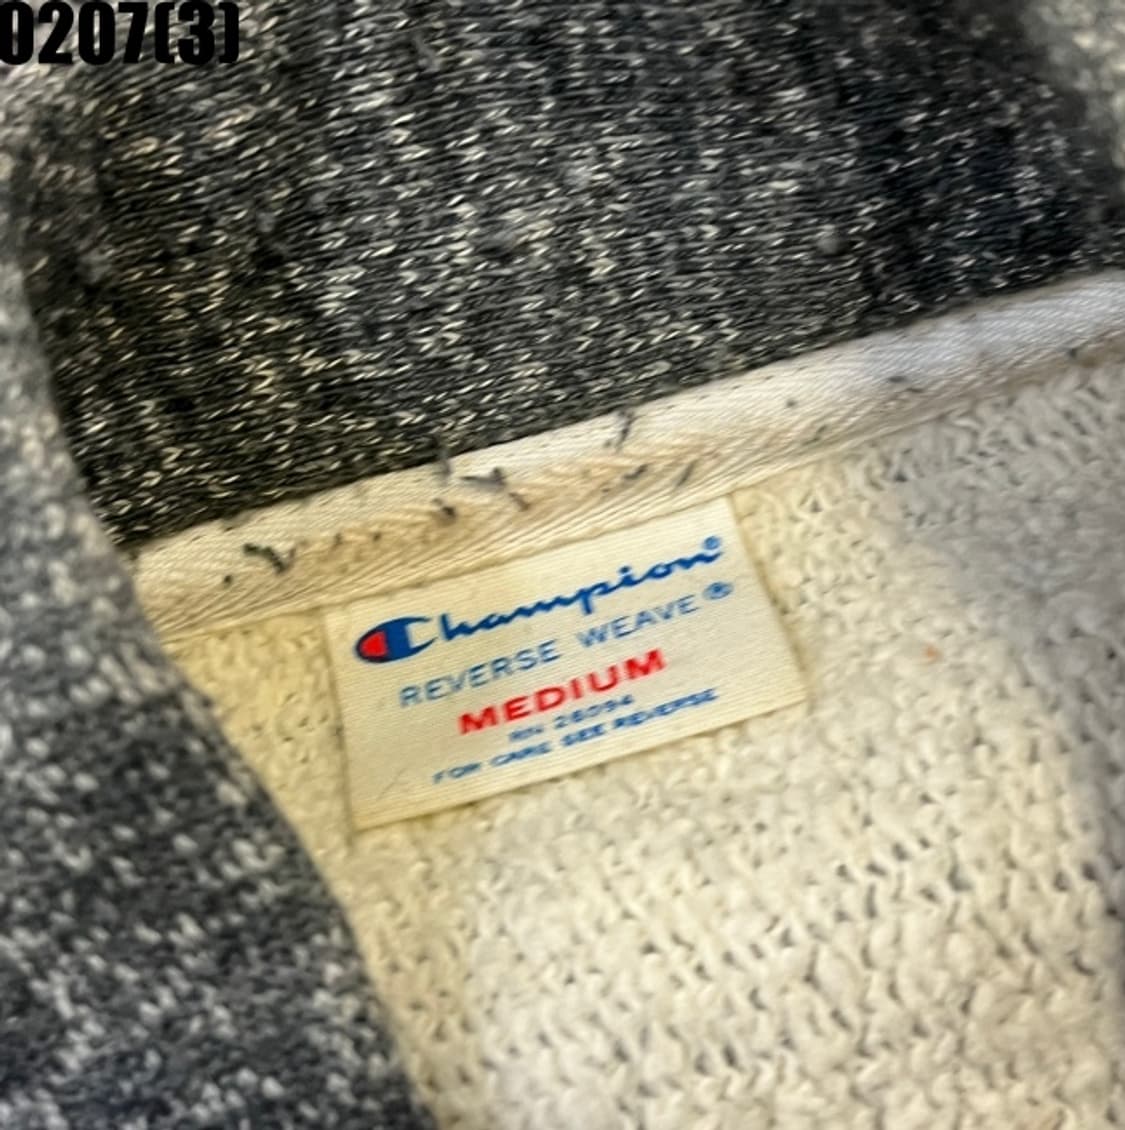 0207(3)
Champion®
REVERSE WEAVE®
MEDIUM
RN 26094
FOR CARE SEE REVERSE